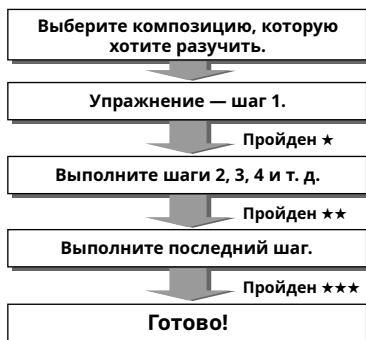 Выберите композицию, которую
хотите разучить.
Упражнение — шаг 1.
Пройден ★
Выполните шаги 2, 3, 4 и т. д.
Пройден ★★
Выполните последний шаг.
Пройден ★★★
Готово!